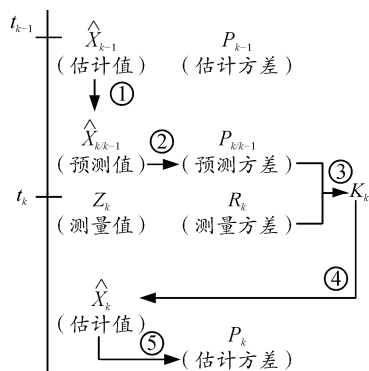 t_{k-1} X̂_{k-1} P_{k-1}
(估计值) (估计方差)
①
X̂_{k/k-1} ② P_{k/k-1}
(预测值) (预测方差) ③
t_k Z_k R_k K_k
(测量值) (测量方差)
④
X̂_k
(估计值)
⑤ P_k
(估计方差)